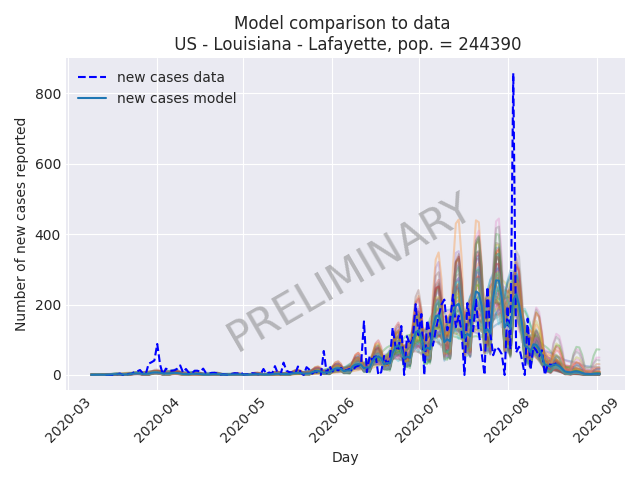 Model comparison to data
US - Louisiana - Lafayette, pop. = 244390
new cases data
new cases model
Number of new cases reported
800
600
400
200
0
PRELIMINARY
2020-03
2020-04
2020-05
2020-06
2020-07
2020-08
2020-09
Day